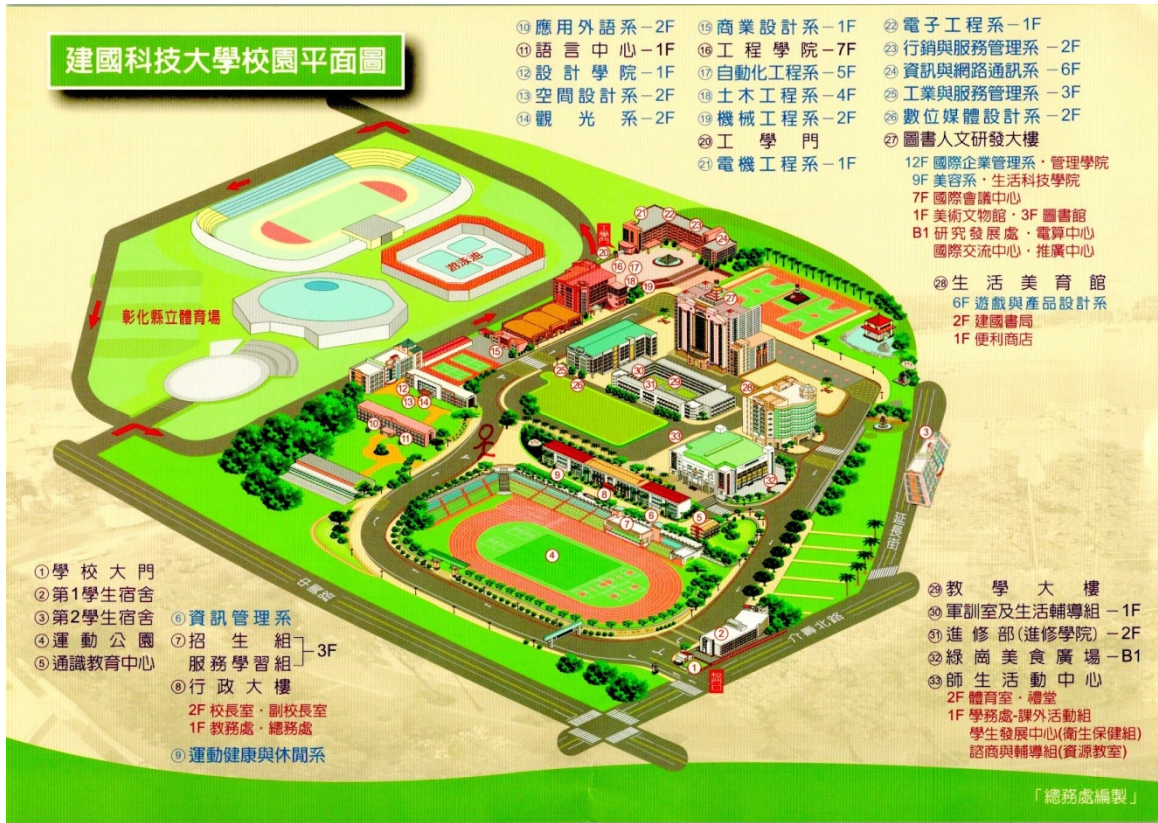 建國科技大學校園平面圖
⑩應用外語系-2F
⑪語言中心-1F
⑫設計學院-1F
⑬空間設計系-2F
⑭觀光系-2F
⑮商業設計系-1F
⑯工程學院-7F
⑰自動化工程系-5F
⑱土木工程系-4F
⑲機械工程系-2F
⑳工學門
㉑電機工程系-1F
㉒電子工程系-1F
㉓行銷與服務管理系-2F
㉔資訊與網路通訊系-6F
㉕工業與服務管理系-3F
㉖數位媒體設計系-2F
㉗圖書人文研發大樓
12F 國際企業管理系・管理學院
9F 美容系・生活科技學院
7F 國際會議中心
1F 美術文物館・3F 圖書館
B1 研究發展處・電算中心
國際交流中心・推廣中心
㉘生活美育館
6F 遊戲與產品設計系
2F 建國書局
1F 便利商店
游泳池
工學門
彰化縣立體育場
中興路
介壽北路
延長街
校門口
①學校大門
②第1學生宿舍
③第2學生宿舍
④運動公園
⑤通識教育中心
⑥資訊管理系
⑦招生組
服務學習組
3F
⑧行政大樓
2F 校長室・副校長室
1F 教務處・總務處
⑨運動健康與休閒系
㉙教學大樓
㉚軍訓室及生活輔導組-1F
㉛進修部(進修學院)-2F
㉜綠崗美食廣場-B1
㉝師生活動中心
2F 體育室・禮堂
1F 學務處-課外活動組
學生發展中心(衛生保健組)
諮商與輔導組(資源教室)
「總務處編製」